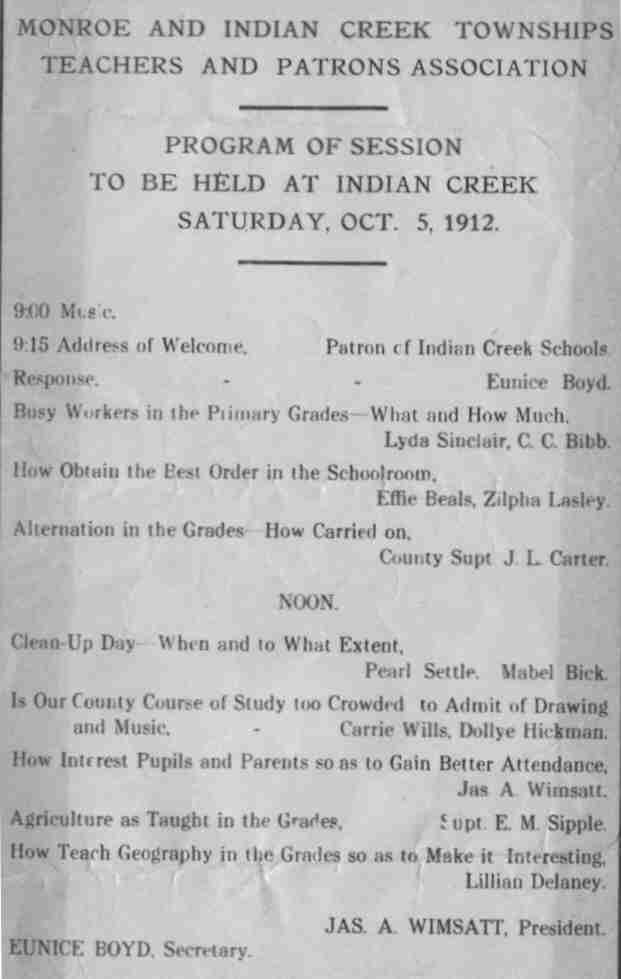 MONROE AND INDIAN CREEK TOWNSHIPS
TEACHERS AND PATRONS ASSOCIATION
PROGRAM OF SESSION
TO BE HELD AT INDIAN CREEK
SATURDAY, OCT. 5, 1912.
9:00 Music.
9:15 Address of Welcome, Patron of Indian Creek Schools.
Response, - - Eunice Boyd.
Busy Workers in the Primary Grades—What and How Much,
Lyda Sinclair, C. C. Bibb.
How Obtain the Best Order in the Schoolroom,
Effie Beals, Zilpha Lasley.
Alternation in the Grades—How Carried on,
County Supt J. L. Carter.
NOON.
Clean-Up Day—When and to What Extent,
Pearl Settle, Mabel Bick.
Is Our County Course of Study too Crowded to Admit of Drawing
and Music, - Carrie Wills, Dollye Hickman.
How Interest Pupils and Parents so as to Gain Better Attendance,
Jas A. Wimsatt.
Agriculture as Taught in the Grades, Supt. E. M. Sipple.
How Teach Geography in the Grades so as to Make it Interesting,
Lillian Delaney.
JAS. A. WIMSATT, President.
EUNICE BOYD, Secretary.